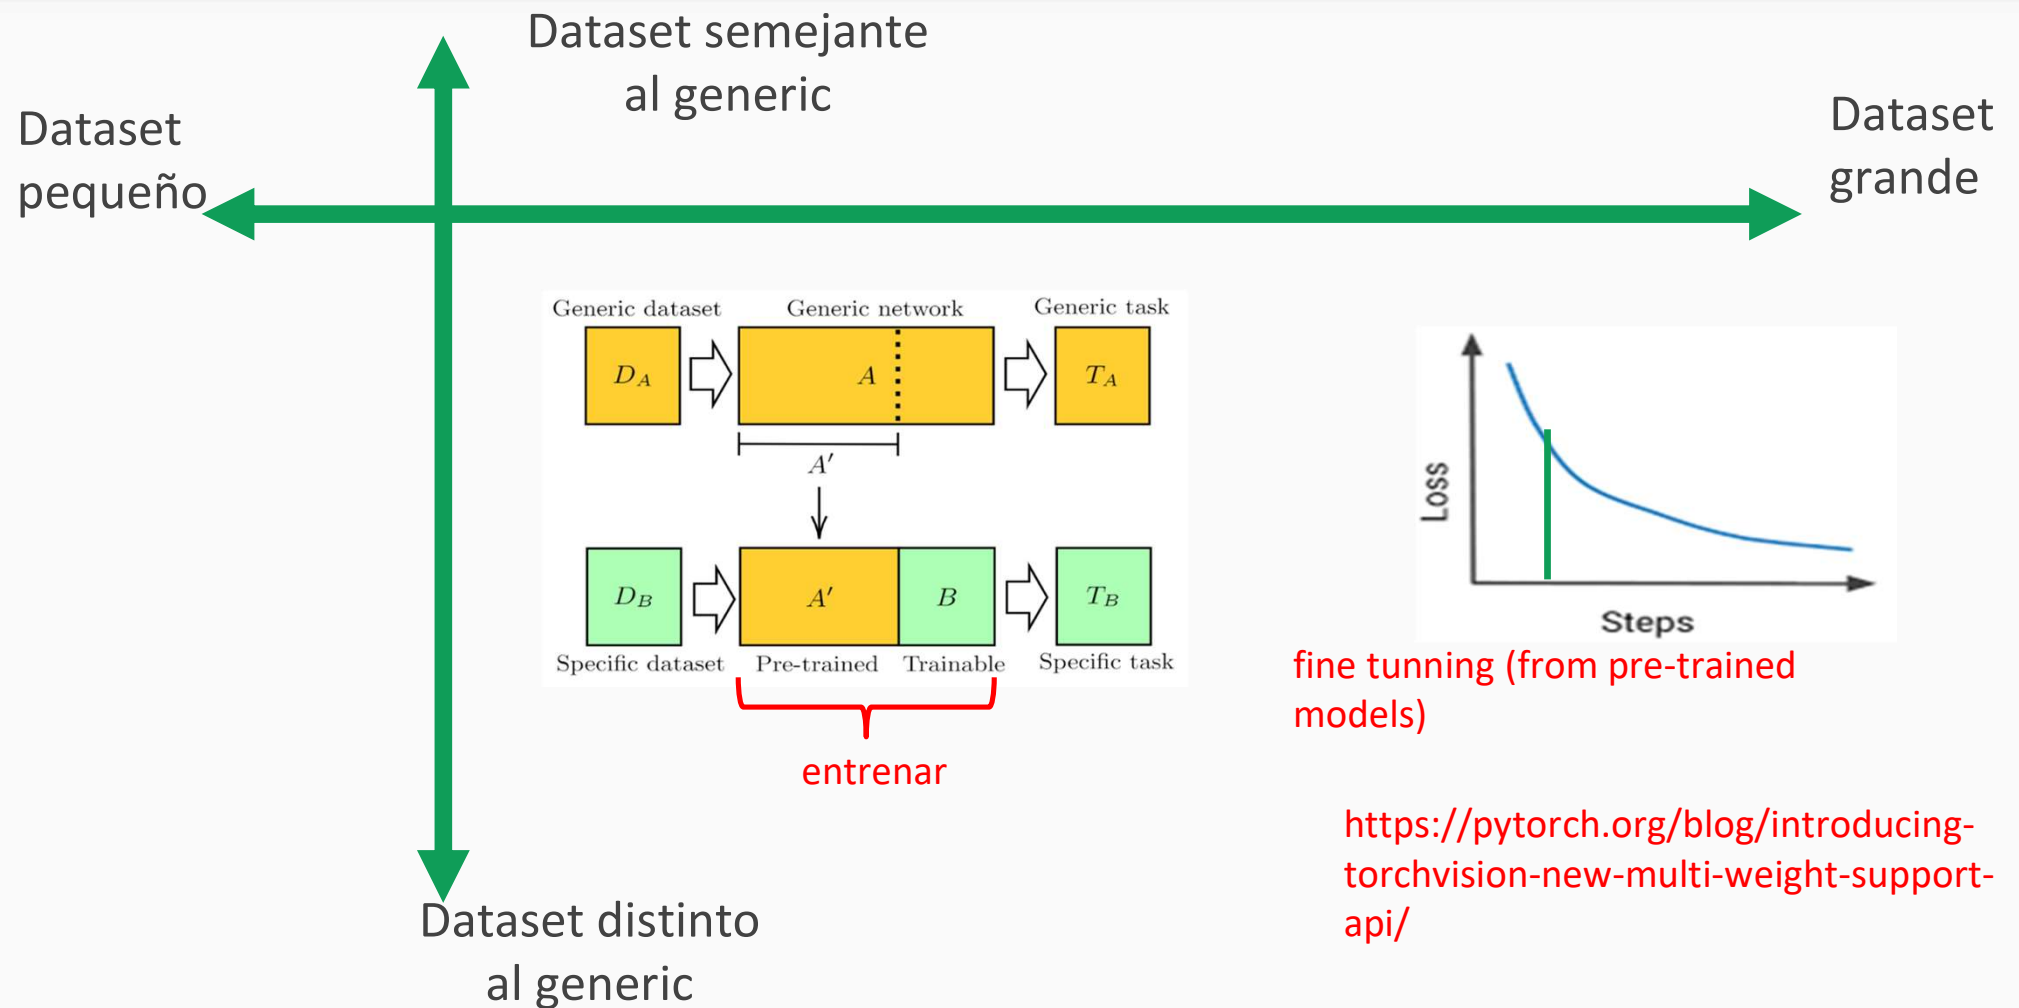 Dataset semejante
al generic
Dataset
pequeño
Dataset
grande
Generic dataset
Generic network
Generic task
D_A
A
T_A
A′
D_B
A′
B
T_B
Specific dataset
Pre-trained
Trainable
Specific task
entrenar
Loss
Steps
fine tunning (from pre-trained
models)
https://pytorch.org/blog/introducing-
torchvision-new-multi-weight-support-
api/
Dataset distinto
al generic